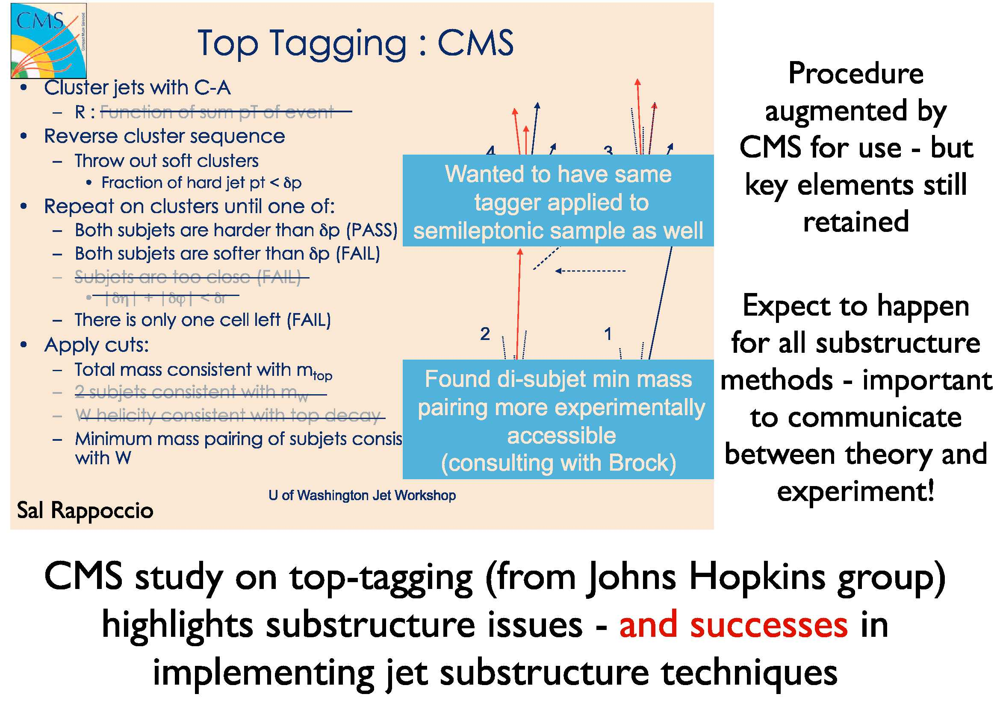 CMS
Compact Muon Solenoid
Top Tagging : CMS
• Cluster jets with C-A
– R : Function of sum pT of event
• Reverse cluster sequence
– Throw out soft clusters
• Fraction of hard jet pt < δp
• Repeat on clusters until one of:
– Both subjets are harder than δp (PASS)
– Both subjets are softer than δp (FAIL)
– Subjets are too close (FAIL)
• |δη| + |δφ| < δr
– There is only one cell left (FAIL)
• Apply cuts:
– Total mass consistent with mtop
– 2 subjets consistent with mW
– W helicity consistent with top decay
– Minimum mass pairing of subjets consis
with W
4
3
Wanted to have same
tagger applied to
semileptonic sample as well
2
1
Found di-subjet min mass
pairing more experimentally
accessible
(consulting with Brock)
U of Washington Jet Workshop
Sal Rappoccio
Procedure
augmented by
CMS for use - but
key elements still
retained
Expect to happen
for all substructure
methods - important
to communicate
between theory and
experiment!
CMS study on top-tagging (from Johns Hopkins group)
highlights substructure issues - and successes in
implementing jet substructure techniques